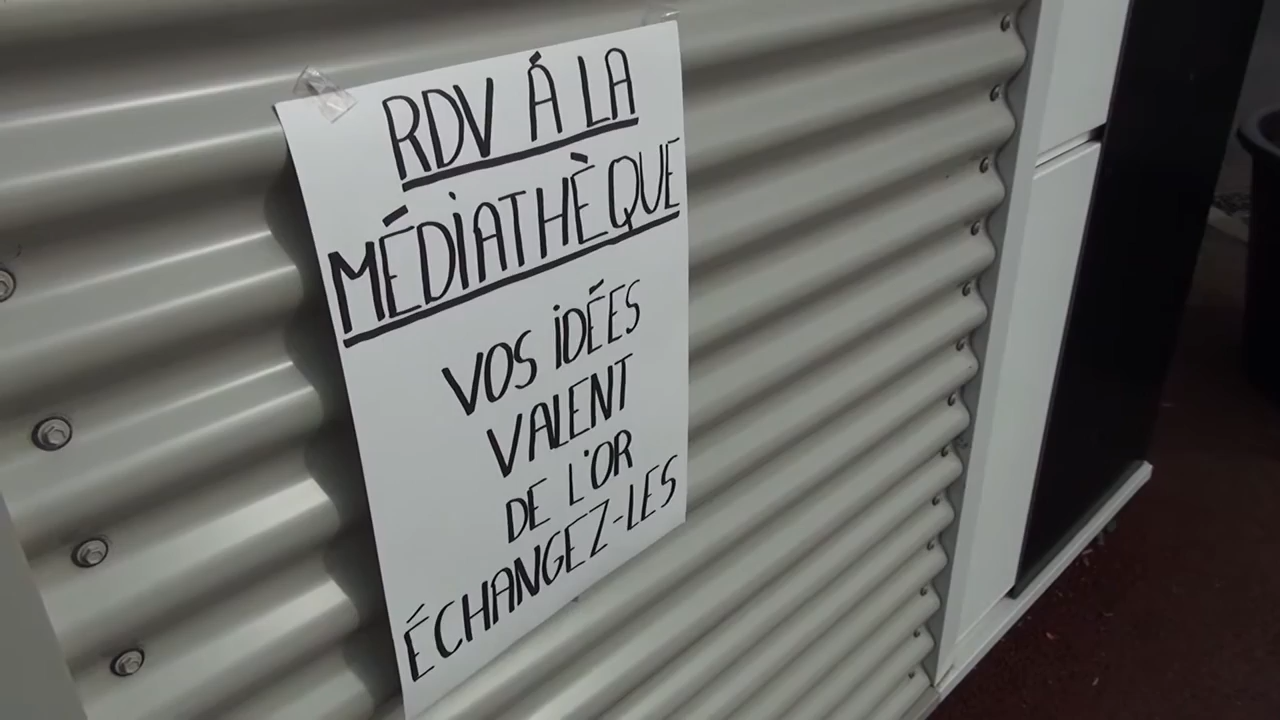 RDV Á LA
MÉDIATHÈQUE
VOS IDÉES
VALENT
DE L'OR
ÉCHANGEZ-LES